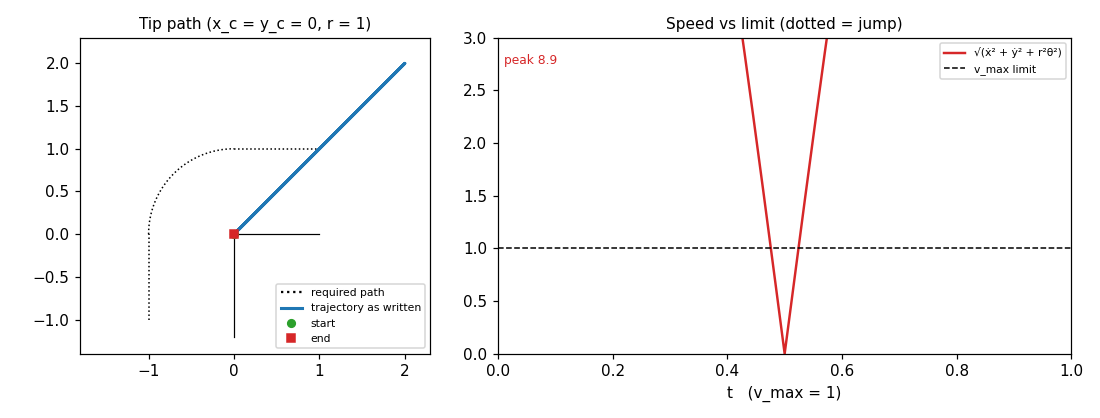 Tip path (x_c = y_c = 0, r = 1)
2.0
1.5
1.0
0.5
0.0
−0.5
−1.0
−1
0
1
2
required path
trajectory as written
start
end
Speed vs limit (dotted = jump)
3.0
2.5
2.0
1.5
1.0
0.5
0.0
peak 8.9
√(ẋ² + ẏ² + r²θ̇²)
v_max limit
0.0
0.2
0.4
0.6
0.8
1.0
t (v_max = 1)